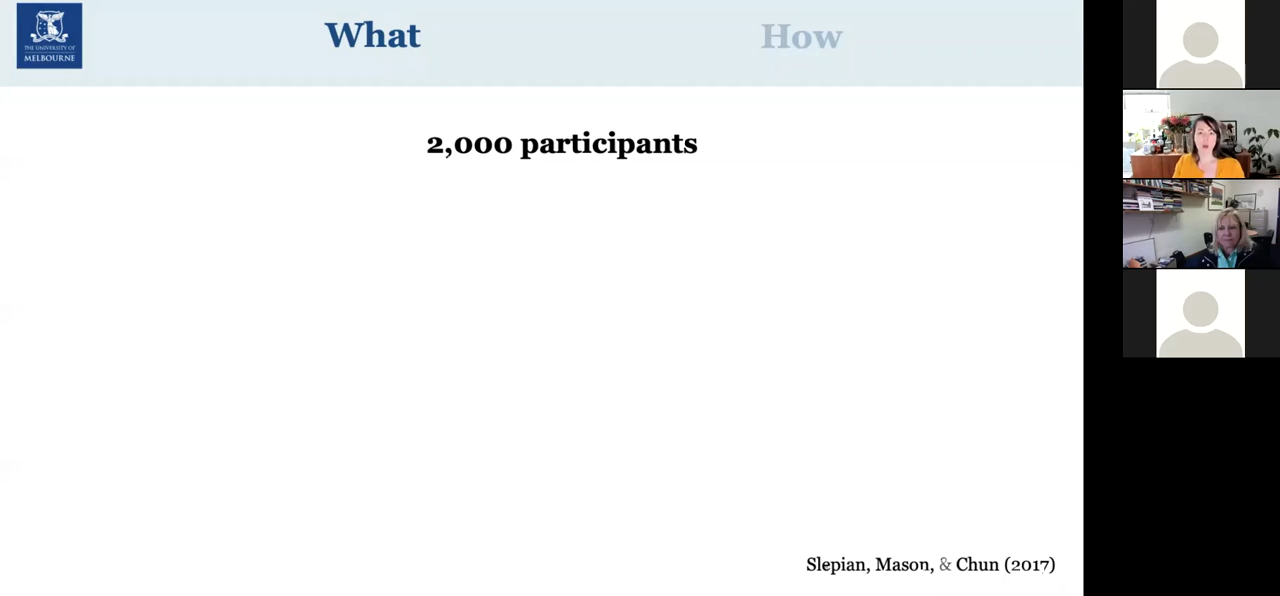 THE UNIVERSITY OF
MELBOURNE
What
How
2,000 participants
Slepian, Mason, & Chun (2017)